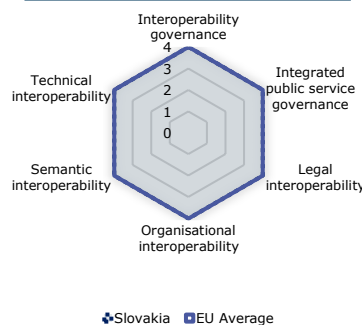 Interoperability
governance
4
3
2
1
0
Integrated
public service
governance
Technical
interoperability
Semantic
interoperability
Legal
interoperability
Organisational
interoperability
Slovakia EU Average